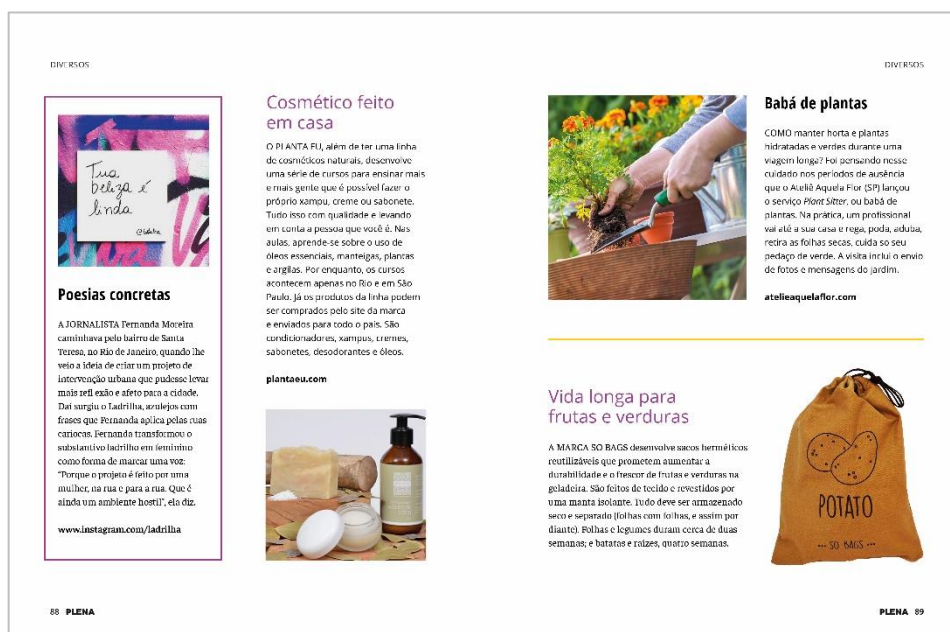 DIVERSOS
DIVERSOS
Tua
beleza é
linda
Poesias concretas
A JORNALISTA Fernanda Moreira
caminhava pelo bairro de Santa
Teresa, no Rio de Janeiro, quando lhe
veio a ideia de criar um projeto de
intervenção urbana que pudesse levar
mais refl exão e afeto para a cidade.
Daí surgiu o Ladrilha, azulejos com
frases que Fernanda aplica pelas ruas
cariocas. Fernanda transformou o
substantivo ladrilho em feminino
como forma de marcar uma voz:
"Porque o projeto é feito por uma
mulher, na rua e para a rua. Que é
ainda um ambiente hostil", ela diz.
www.instagram.com/ladrilha
Cosmético feito
em casa
O PLANTA EU, além de ter uma linha
de cosméticos naturais, desenvolve
uma série de cursos para ensinar mais
e mais gente que é possível fazer o
próprio xampu, creme ou sabonete.
Tudo isso com qualidade e levando
em conta a pessoa que você é. Nas
aulas, aprende-se sobre o uso de
óleos essenciais, manteigas, plantas
e argilas. Por enquanto, os cursos
acontecem apenas no Rio e em São
Paulo. Já os produtos da linha podem
ser comprados pelo site da marca
e enviados para todo o país. São
condicionadores, xampus, cremes,
sabonetes, desodorantes e óleos.
plantaeu.com
Babá de plantas
COMO manter horta e plantas
hidratadas e verdes durante uma
viagem longa? Foi pensando nesse
cuidado nos períodos de ausência
que o Ateliê Aquela Flor (SP) lançou
o serviço Plant Sitter, ou babá de
plantas. Na prática, um profissional
vai até a sua casa e rega, poda, aduba,
retira as folhas secas, cuida so seu
pedaço de verde. A visita inclui o envio
de fotos e mensagens do jardim.
atelieaquelaflor.com
Vida longa para
frutas e verduras
A MARCA SO BAGS desenvolve sacos herméticos
reutilizáveis que prometem aumentar a
durabilidade e o frescor de frutas e verduras na
geladeira. São feitos de tecido e revestidos por
uma manta isolante. Tudo deve ser armazenado
seco e separado (folhas com folhas, e assim por
diante). Folhas e legumes duram cerca de duas
semanas; e batatas e raízes, quatro semanas.
POTATO
SO BAGS
88 PLENA
PLENA 89